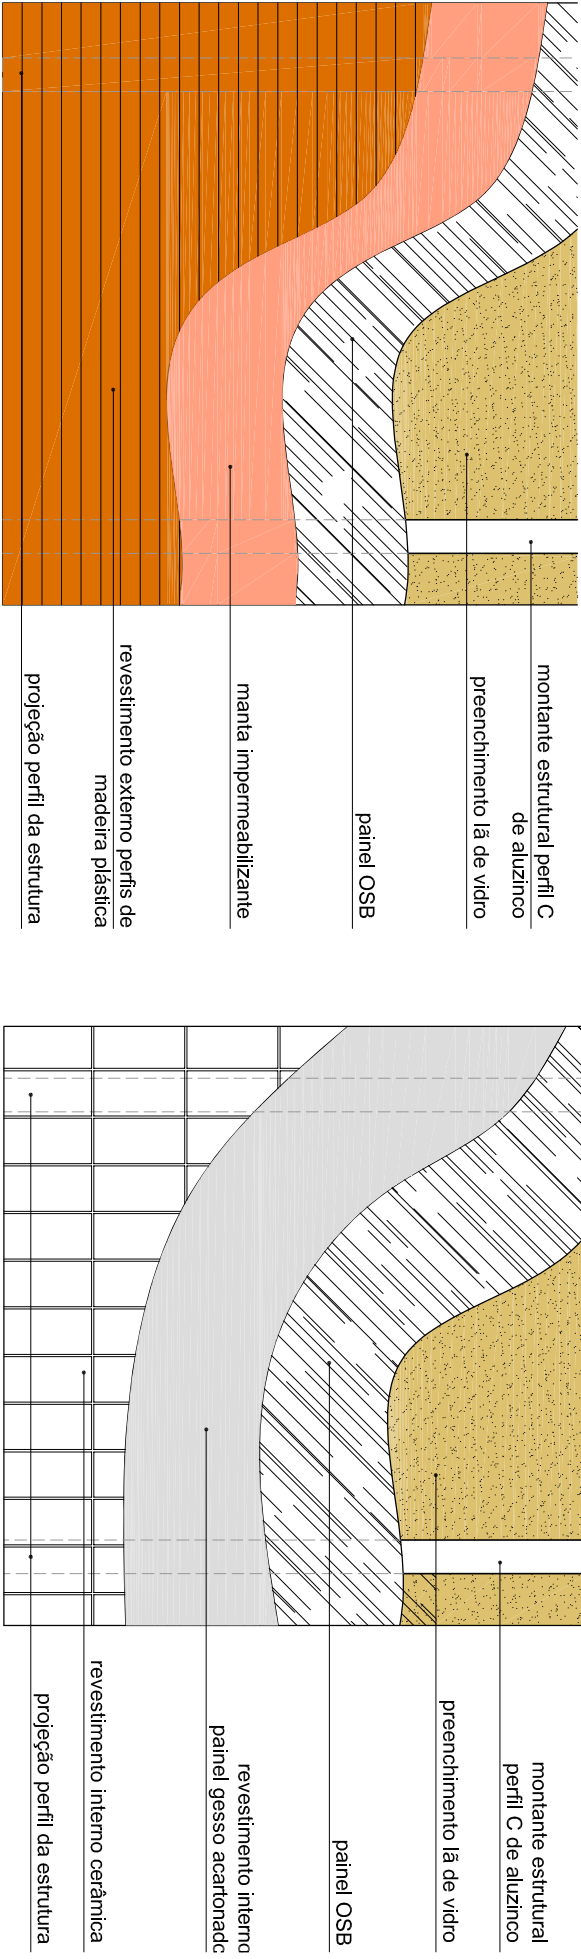 montante estrutural perfil C
de aluzinco
preenchimento lã de vidro
painel OSB
manta impermeabilizante
revestimento externo perfis de
madeira plástica
projeção perfil da estrutura
montante estrutural
perfil C de aluzinco
preenchimento lã de vidro
painel OSB
revestimento interno
painel gesso acartonado
revestimento interno cerâmica
projeção perfil da estrutura